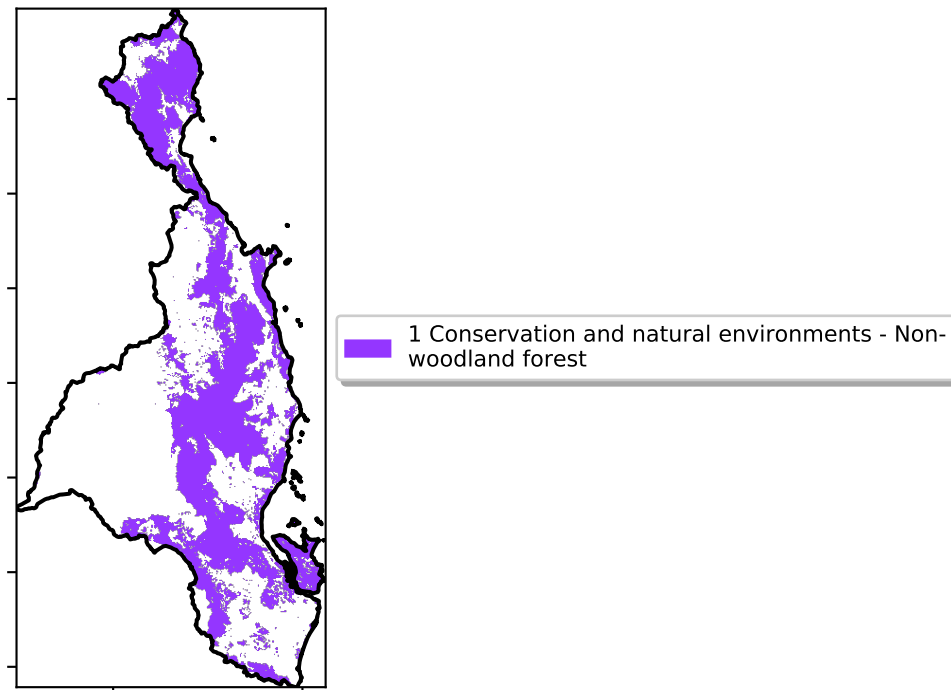 1 Conservation and natural environments - Non-
woodland forest